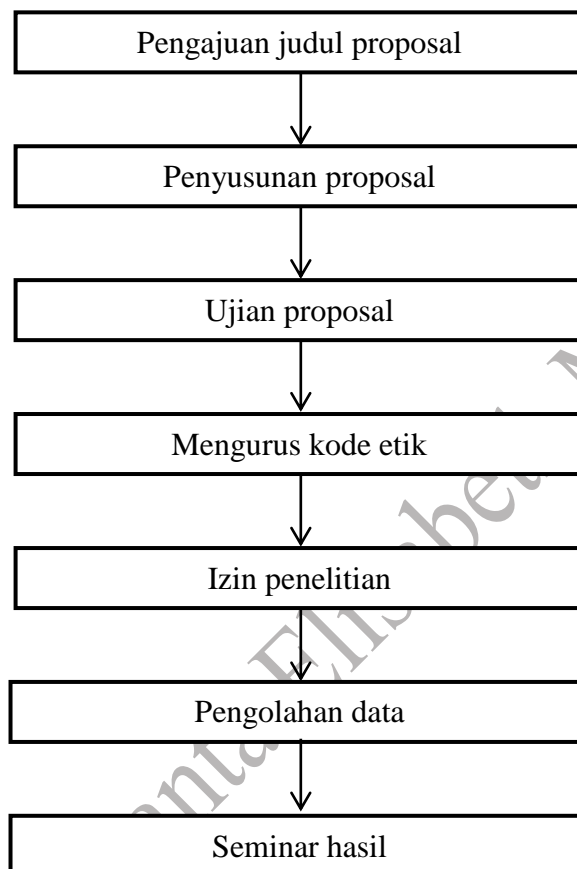 Pengajuan judul proposal
Penyusunan proposal
Ujian proposal
Mengurus kode etik
Izin penelitian
Pengolahan data
Seminar hasil